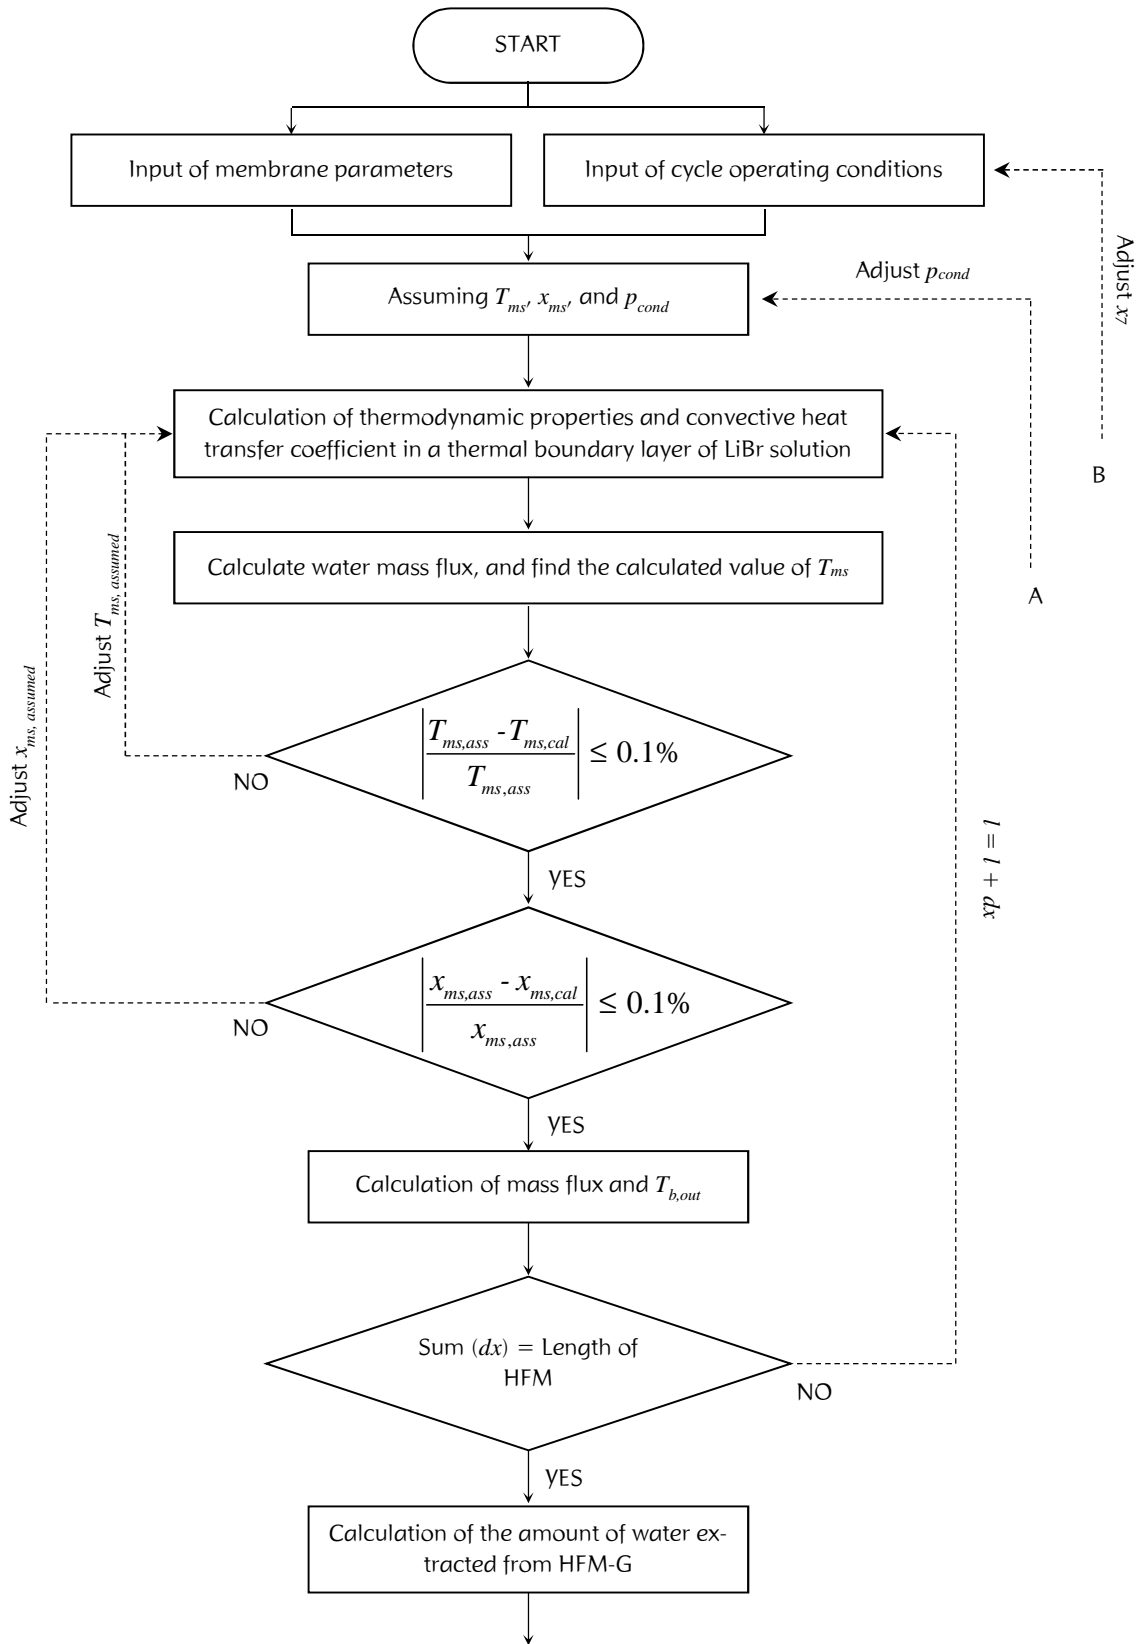 START
Input of membrane parameters
Input of cycle operating conditions
Adjust x7
Adjust pcond
Assuming Tms, xms, and pcond
Calculation of thermodynamic properties and convective heat
transfer coefficient in a thermal boundary layer of LiBr solution
B
Calculate water mass flux, and find the calculated value of Tms
A
Adjust Tms, assumed
Adjust xms, assumed
|(Tms,ass - Tms,cal) / Tms,ass| ≤ 0.1%
NO
YES
l = l + dx
|(xms,ass - xms,cal) / xms,ass| ≤ 0.1%
NO
YES
Calculation of mass flux and Tb,out
Sum (dx) = Length of
HFM
NO
YES
Calculation of the amount of water ex-
tracted from HFM-G